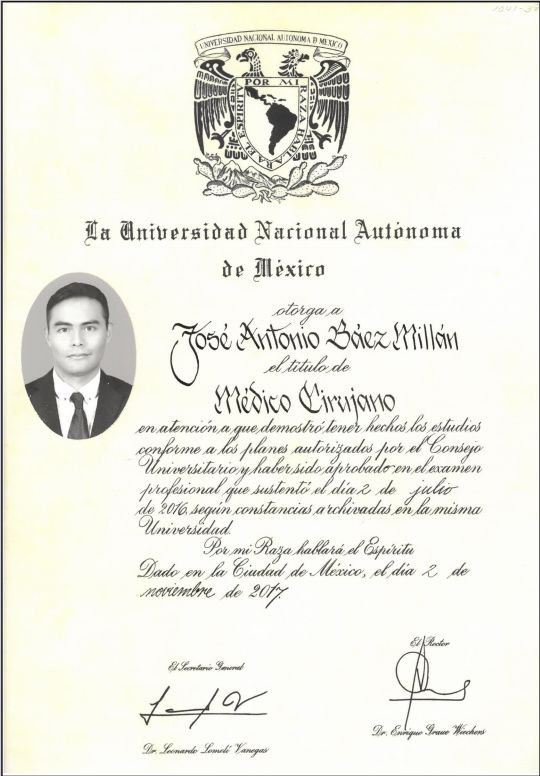 1041-3
UNIVERSIDAD NACIONAL AUTONOMA D MEXICO
POR MI RAZA HABLARA EL ESPIRITU
La Universidad Nacional Autónoma
de México
otorga a
José Antonio Báez Millán
el título de
Médico Cirujano
en atención a que demostró tener hechos los estudios
conforme a los planes autorizados por el Consejo
Universitario y haber sido aprobado en el examen
profesional que sustentó el día 2 de julio
de 2016, según constancias archivadas en la misma
Universidad.
Por mi Raza hablará el Espíritu
Dado en la Ciudad de México, el día 2 de
noviembre de 2017.
El Secretario General
El Rector
Dr. Leonardo Lomelí Vanegas
Dr. Enrique Graue Wiechers